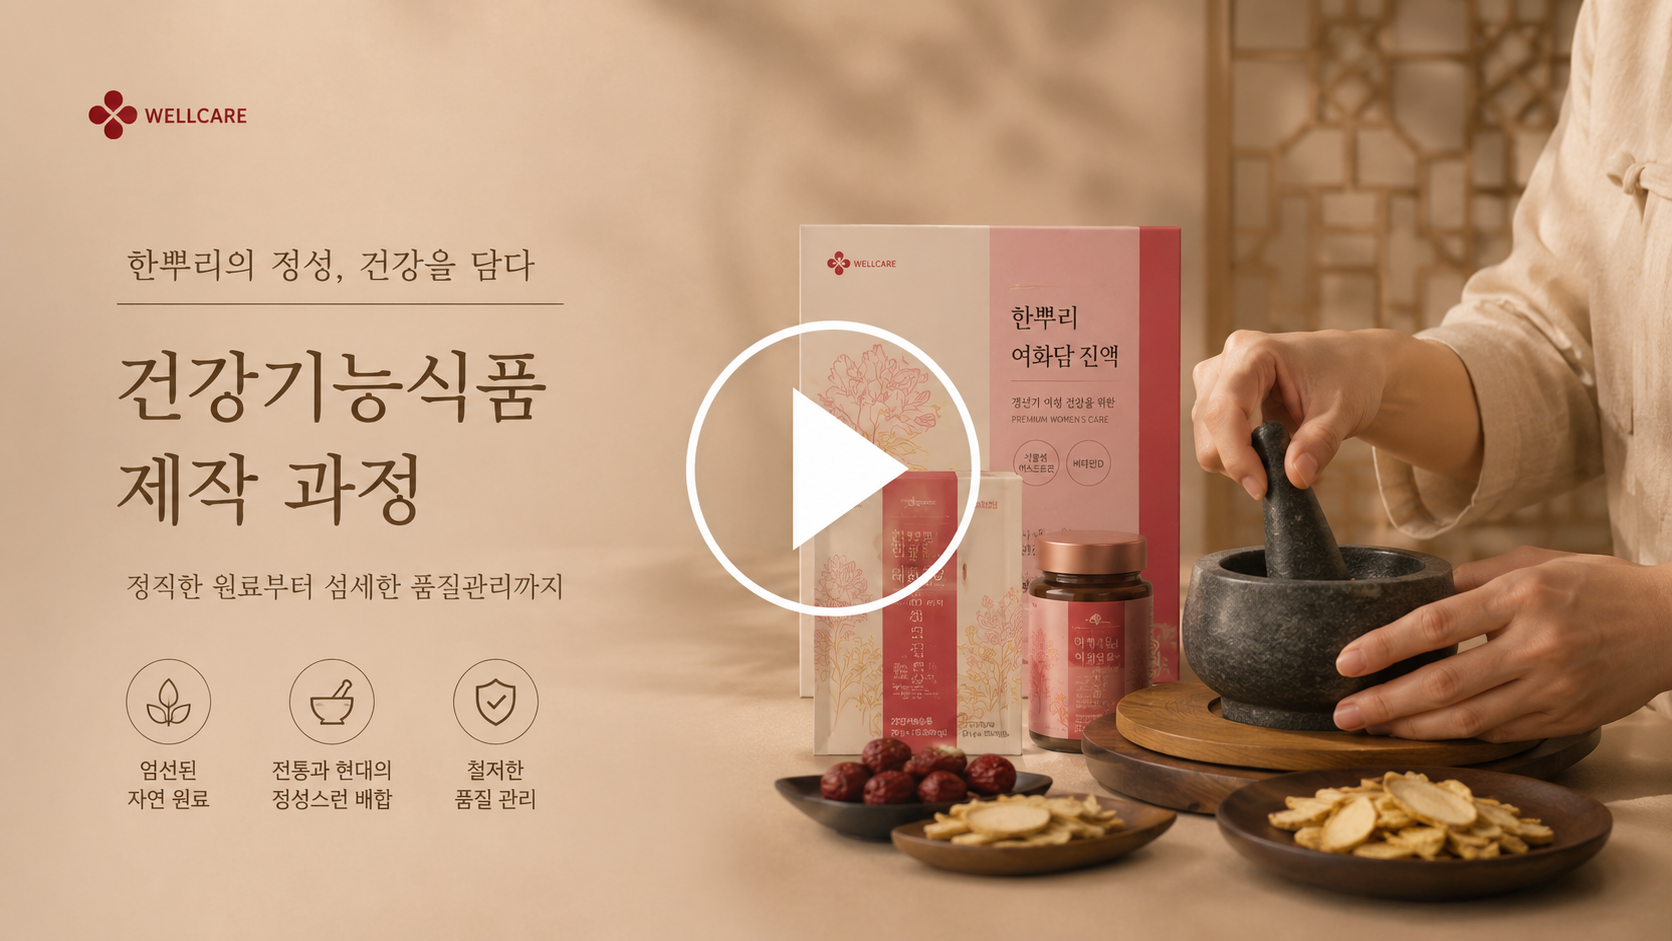 WELLCARE
한뿌리의 정성, 건강을 담다
건강기능식품
제작 과정
정직한 원료부터 섬세한 품질관리까지
엄선된
자연 원료
전통과 현대의
정성스런 배합
철저한
품질 관리
WELLCARE
한뿌리
여화담 진액
갱년기 여성 건강을 위한
PREMIUM WOMEN'S CARE
비타민D